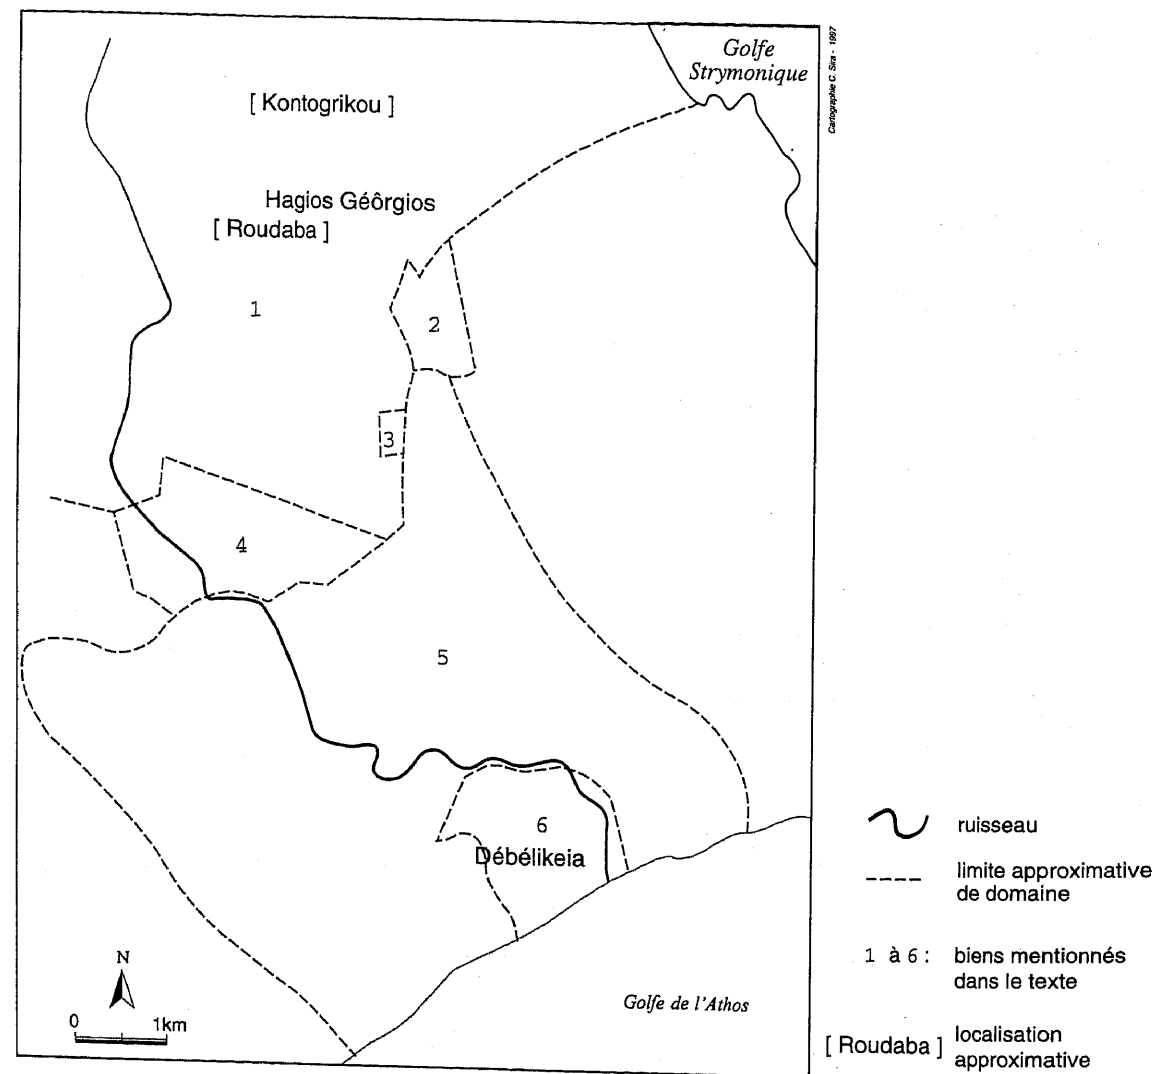 Golfe
Strymonique
Cartographie C. Sira - 1997
[ Kontogrikou ]
Hagios Géôrgios
[ Roudaba ]
1
2
3
4
5
6
Débélikeia
N
0 1km
Golfe de l'Athos
ruisseau
limite approximative
de domaine
1 à 6 : biens mentionnés
dans le texte
[ Roudaba ] localisation
approximative